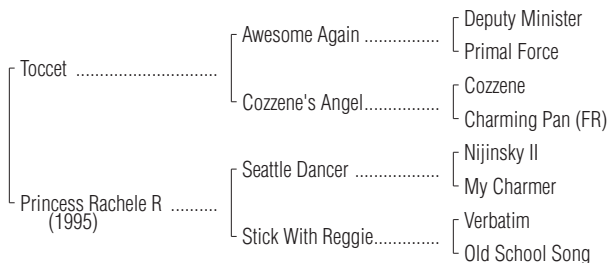 Deputy Minister
Awesome Again ................
Primal Force
Toccet ..............................
Cozzene
Cozzene's Angel................
Charming Pan (FR)
Nijinsky II
Seattle Dancer ..................
My Charmer
Princess Rachele R ..........
(1995)
Verbatim
Stick With Reggie..............
Old School Song